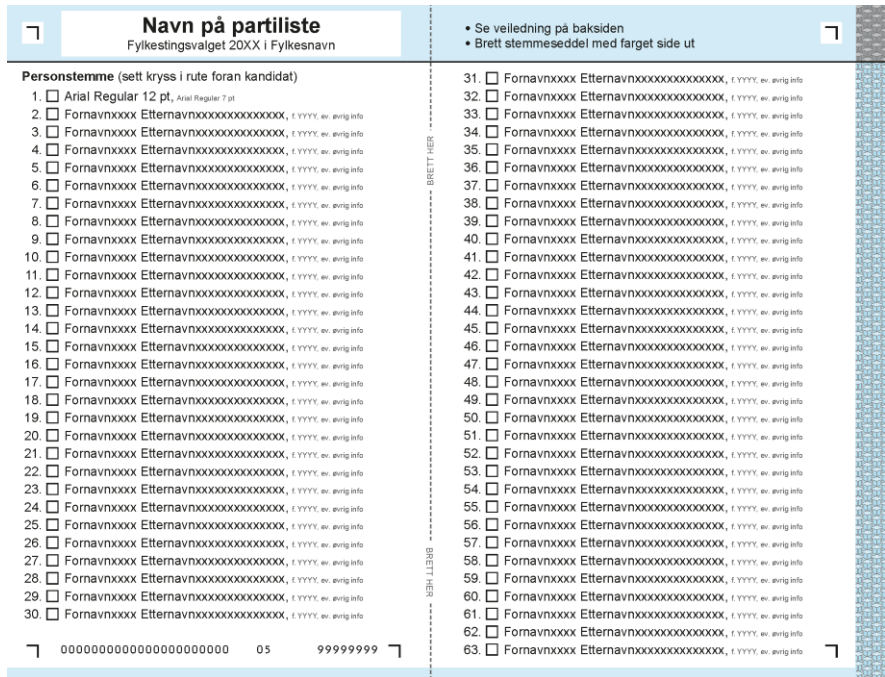 Navn på partiliste
Fylkestingsvalget 20XX i Fylkesnavn
• Se veiledning på baksiden
• Brett stemmeseddel med farget side ut
Personstemme (sett kryss i rute foran kandidat)
1. Arial Regular 12 pt, Arial Regular 7 pt
2. Fornavnxxxx Etternavnxxxxxxxxxxxxxx, f. YYYY, ev. øvrig info
3. Fornavnxxxx Etternavnxxxxxxxxxxxxxx, f. YYYY, ev. øvrig info
4. Fornavnxxxx Etternavnxxxxxxxxxxxxxx, f. YYYY, ev. øvrig info
5. Fornavnxxxx Etternavnxxxxxxxxxxxxxx, f. YYYY, ev. øvrig info
6. Fornavnxxxx Etternavnxxxxxxxxxxxxxx, f. YYYY, ev. øvrig info
7. Fornavnxxxx Etternavnxxxxxxxxxxxxxx, f. YYYY, ev. øvrig info
8. Fornavnxxxx Etternavnxxxxxxxxxxxxxx, f. YYYY, ev. øvrig info
9. Fornavnxxxx Etternavnxxxxxxxxxxxxxx, f. YYYY, ev. øvrig info
10. Fornavnxxxx Etternavnxxxxxxxxxxxxxx, f. YYYY, ev. øvrig info
11. Fornavnxxxx Etternavnxxxxxxxxxxxxxx, f. YYYY, ev. øvrig info
12. Fornavnxxxx Etternavnxxxxxxxxxxxxxx, f. YYYY, ev. øvrig info
13. Fornavnxxxx Etternavnxxxxxxxxxxxxxx, f. YYYY, ev. øvrig info
14. Fornavnxxxx Etternavnxxxxxxxxxxxxxx, f. YYYY, ev. øvrig info
15. Fornavnxxxx Etternavnxxxxxxxxxxxxxx, f. YYYY, ev. øvrig info
16. Fornavnxxxx Etternavnxxxxxxxxxxxxxx, f. YYYY, ev. øvrig info
17. Fornavnxxxx Etternavnxxxxxxxxxxxxxx, f. YYYY, ev. øvrig info
18. Fornavnxxxx Etternavnxxxxxxxxxxxxxx, f. YYYY, ev. øvrig info
19. Fornavnxxxx Etternavnxxxxxxxxxxxxxx, f. YYYY, ev. øvrig info
20. Fornavnxxxx Etternavnxxxxxxxxxxxxxx, f. YYYY, ev. øvrig info
21. Fornavnxxxx Etternavnxxxxxxxxxxxxxx, f. YYYY, ev. øvrig info
22. Fornavnxxxx Etternavnxxxxxxxxxxxxxx, f. YYYY, ev. øvrig info
23. Fornavnxxxx Etternavnxxxxxxxxxxxxxx, f. YYYY, ev. øvrig info
24. Fornavnxxxx Etternavnxxxxxxxxxxxxxx, f. YYYY, ev. øvrig info
25. Fornavnxxxx Etternavnxxxxxxxxxxxxxx, f. YYYY, ev. øvrig info
26. Fornavnxxxx Etternavnxxxxxxxxxxxxxx, f. YYYY, ev. øvrig info
27. Fornavnxxxx Etternavnxxxxxxxxxxxxxx, f. YYYY, ev. øvrig info
28. Fornavnxxxx Etternavnxxxxxxxxxxxxxx, f. YYYY, ev. øvrig info
29. Fornavnxxxx Etternavnxxxxxxxxxxxxxx, f. YYYY, ev. øvrig info
30. Fornavnxxxx Etternavnxxxxxxxxxxxxxx, f. YYYY, ev. øvrig info
0000000000000000000000 05 99999999
BRETT HER
BRETT HER
31. Fornavnxxxx Etternavnxxxxxxxxxxxxxx, f. YYYY, ev. øvrig info
32. Fornavnxxxx Etternavnxxxxxxxxxxxxxx, f. YYYY, ev. øvrig info
33. Fornavnxxxx Etternavnxxxxxxxxxxxxxx, f. YYYY, ev. øvrig info
34. Fornavnxxxx Etternavnxxxxxxxxxxxxxx, f. YYYY, ev. øvrig info
35. Fornavnxxxx Etternavnxxxxxxxxxxxxxx, f. YYYY, ev. øvrig info
36. Fornavnxxxx Etternavnxxxxxxxxxxxxxx, f. YYYY, ev. øvrig info
37. Fornavnxxxx Etternavnxxxxxxxxxxxxxx, f. YYYY, ev. øvrig info
38. Fornavnxxxx Etternavnxxxxxxxxxxxxxx, f. YYYY, ev. øvrig info
39. Fornavnxxxx Etternavnxxxxxxxxxxxxxx, f. YYYY, ev. øvrig info
40. Fornavnxxxx Etternavnxxxxxxxxxxxxxx, f. YYYY, ev. øvrig info
41. Fornavnxxxx Etternavnxxxxxxxxxxxxxx, f. YYYY, ev. øvrig info
42. Fornavnxxxx Etternavnxxxxxxxxxxxxxx, f. YYYY, ev. øvrig info
43. Fornavnxxxx Etternavnxxxxxxxxxxxxxx, f. YYYY, ev. øvrig info
44. Fornavnxxxx Etternavnxxxxxxxxxxxxxx, f. YYYY, ev. øvrig info
45. Fornavnxxxx Etternavnxxxxxxxxxxxxxx, f. YYYY, ev. øvrig info
46. Fornavnxxxx Etternavnxxxxxxxxxxxxxx, f. YYYY, ev. øvrig info
47. Fornavnxxxx Etternavnxxxxxxxxxxxxxx, f. YYYY, ev. øvrig info
48. Fornavnxxxx Etternavnxxxxxxxxxxxxxx, f. YYYY, ev. øvrig info
49. Fornavnxxxx Etternavnxxxxxxxxxxxxxx, f. YYYY, ev. øvrig info
50. Fornavnxxxx Etternavnxxxxxxxxxxxxxx, f. YYYY, ev. øvrig info
51. Fornavnxxxx Etternavnxxxxxxxxxxxxxx, f. YYYY, ev. øvrig info
52. Fornavnxxxx Etternavnxxxxxxxxxxxxxx, f. YYYY, ev. øvrig info
53. Fornavnxxxx Etternavnxxxxxxxxxxxxxx, f. YYYY, ev. øvrig info
54. Fornavnxxxx Etternavnxxxxxxxxxxxxxx, f. YYYY, ev. øvrig info
55. Fornavnxxxx Etternavnxxxxxxxxxxxxxx, f. YYYY, ev. øvrig info
56. Fornavnxxxx Etternavnxxxxxxxxxxxxxx, f. YYYY, ev. øvrig info
57. Fornavnxxxx Etternavnxxxxxxxxxxxxxx, f. YYYY, ev. øvrig info
58. Fornavnxxxx Etternavnxxxxxxxxxxxxxx, f. YYYY, ev. øvrig info
59. Fornavnxxxx Etternavnxxxxxxxxxxxxxx, f. YYYY, ev. øvrig info
60. Fornavnxxxx Etternavnxxxxxxxxxxxxxx, f. YYYY, ev. øvrig info
61. Fornavnxxxx Etternavnxxxxxxxxxxxxxx, f. YYYY, ev. øvrig info
62. Fornavnxxxx Etternavnxxxxxxxxxxxxxx, f. YYYY, ev. øvrig info
63. Fornavnxxxx Etternavnxxxxxxxxxxxxxx, f. YYYY, ev. øvrig info